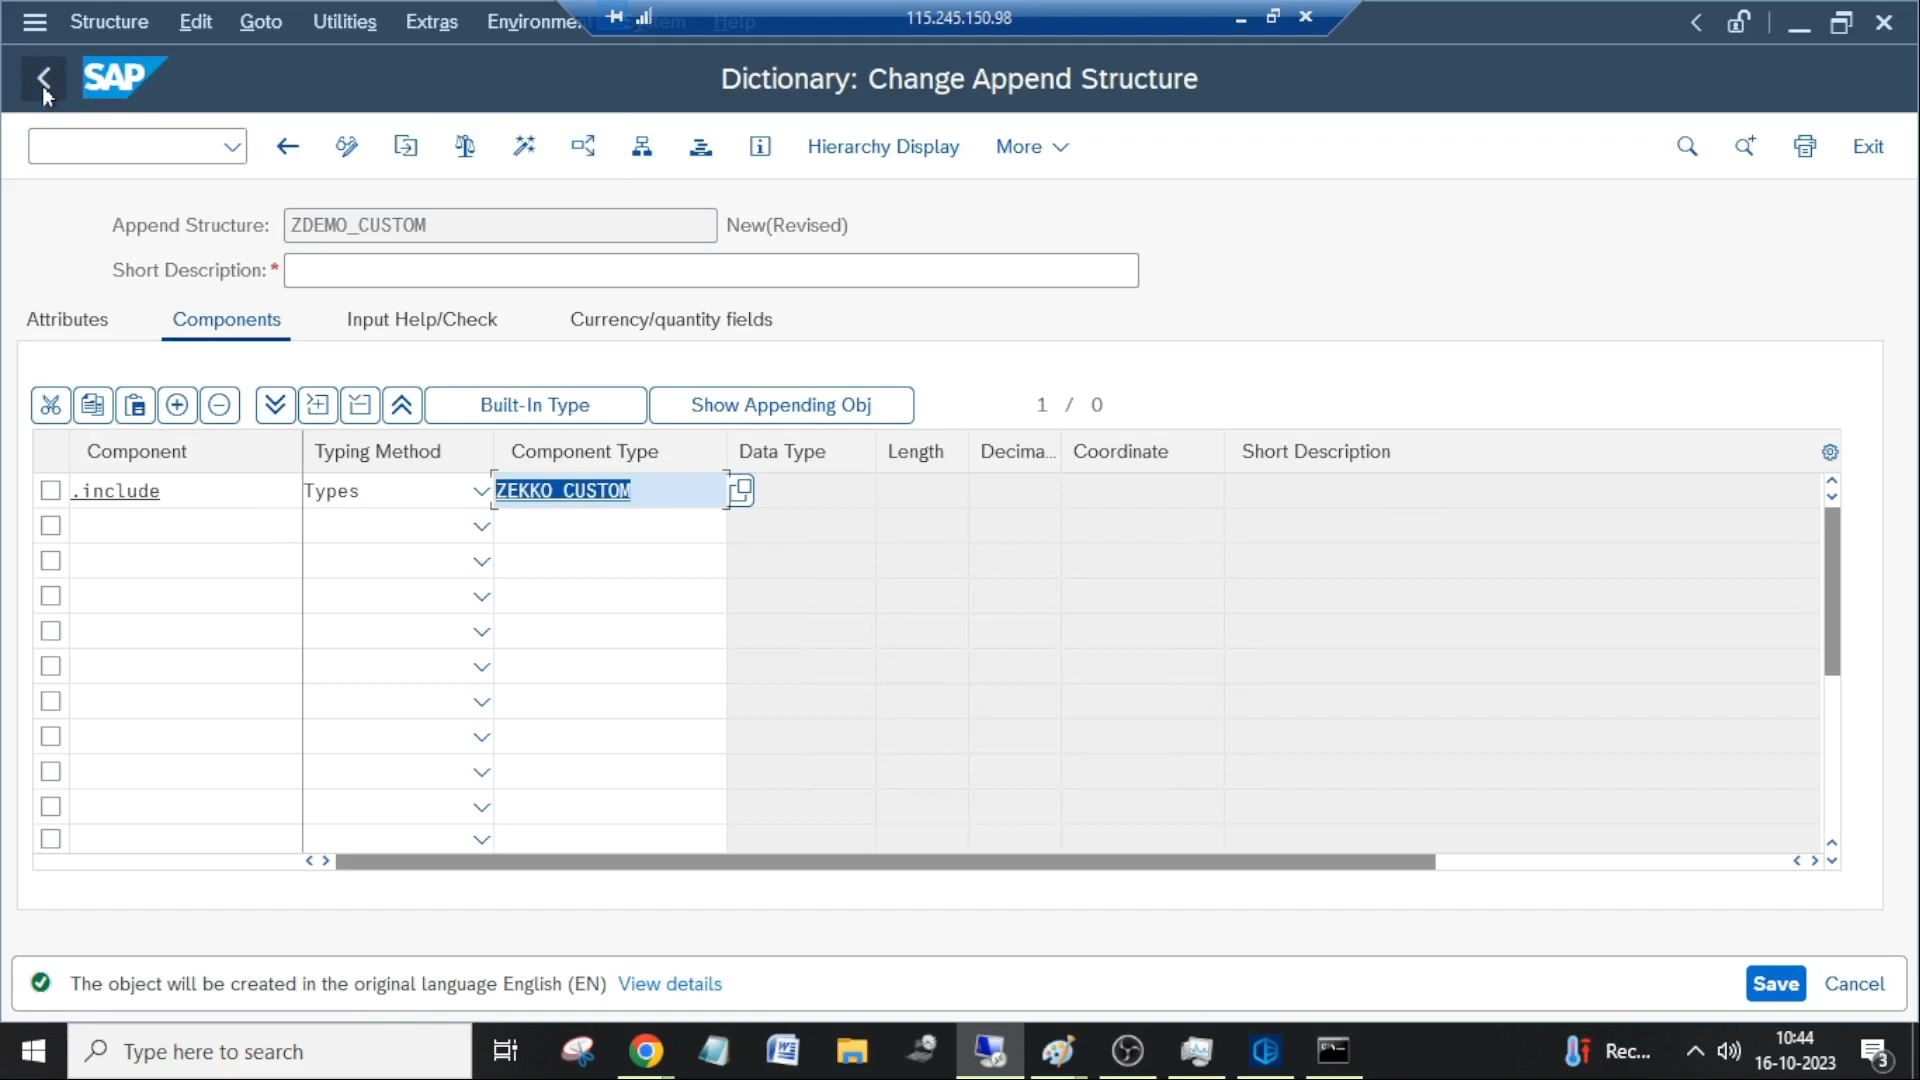 Structure Edit Goto Utilities Extras Environme System Help 115.245.150.98
SAP Dictionary: Change Append Structure
Hierarchy Display More Exit
Append Structure: ZDEMO_CUSTOM New(Revised)
Short Description: *
Attributes Components Input Help/Check Currency/quantity fields
Built-In Type Show Appending Obj 1 / 0
Component Typing Method Component Type Data Type Length Decima... Coordinate Short Description
.include Types ZEKKO_CUSTOM
The object will be created in the original language English (EN) View details Save Cancel
Type here to search Rec... 10:44
16-10-2023 3